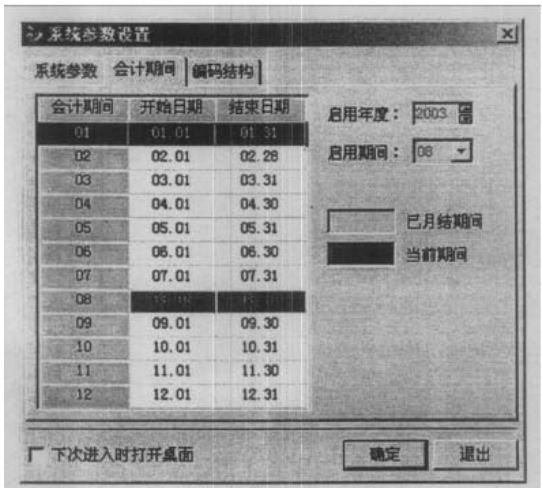 系统参数设置
系统参数 会计期间 编码结构
会计期间 开始日期 结束日期
01 01.01 01.31
02 02.01 02.28
03 03.01 03.31
04 04.01 04.30
05 05.01 05.31
06 06.01 06.30
07 07.01 07.31
08
09 09.01 09.30
10 10.01 10.31
11 11.01 11.30
12 12.01 12.31
启用年度： 2003
启用期间： 08
已月结期间
当前期间
下次进入时打开桌面
确定 退出